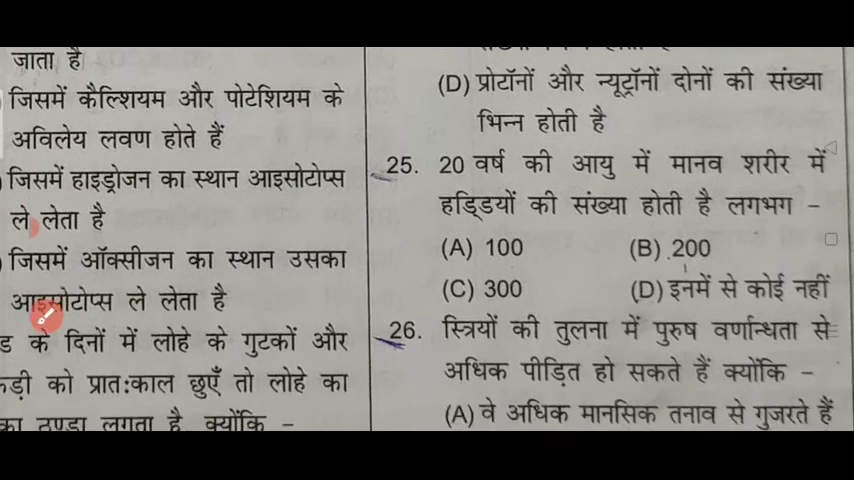 जाता है
जिसमें कैल्शियम और पोटेशियम के
अविलेय लवण होते हैं
जिसमें हाइड्रोजन का स्थान आइसोटोप्स
ले लेता है
जिसमें ऑक्सीजन का स्थान उसका
आइसोटोप्स ले लेता है
के दिनों में लोहे के गुटकों और
को प्रात:काल छुएँ तो लोहे का
ठण्डा लगता है, क्योंकि –
(D) प्रोटॉनों और न्यूट्रॉनों दोनों की संख्या
भिन्न होती है
25. 20 वर्ष की आयु में मानव शरीर में
हड्डियों की संख्या होती है लगभग –
(A) 100 (B) 200
(C) 300 (D) इनमें से कोई नहीं
26. स्त्रियों की तुलना में पुरुष वर्णान्धता से
अधिक पीड़ित हो सकते हैं क्योंकि –
(A) वे अधिक मानसिक तनाव से गुजरते हैं